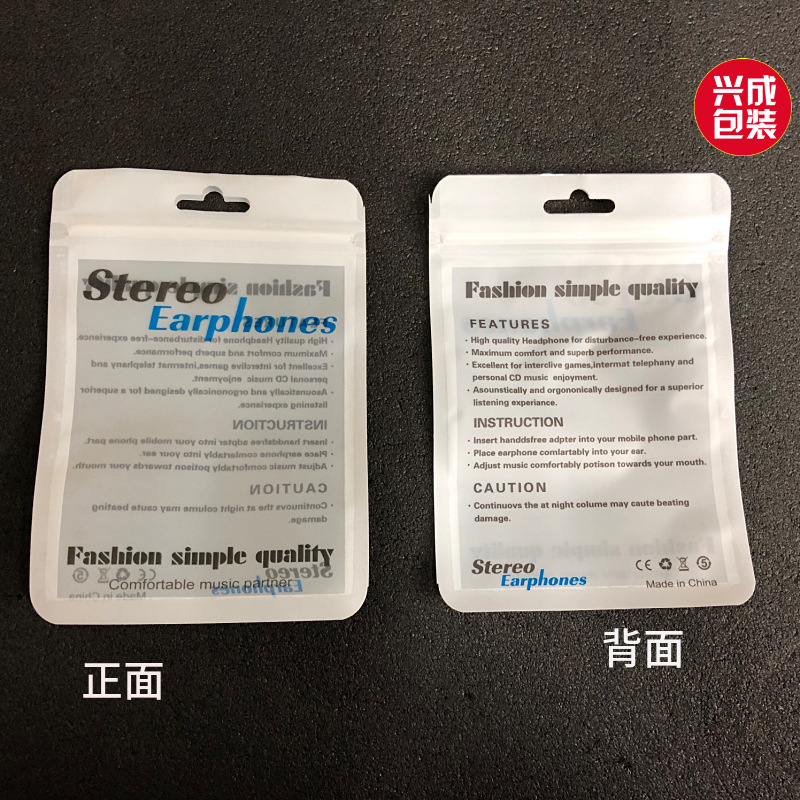 兴成
包装
Stereo
Earphones
Fashion simple quality
Comfortable music partner
正面
Fashion simple quality
FEATURES
· High quality Headphone for disturbance-free experience.
· Maximum comfort and superb performance.
· Excellent for interclive games,intermat telephany and
personal CD music enjoyment.
· Asounstically and orgononically designed for a superior
listening experiance.
INSTRUCTION
· Insert handdsfree adpter into your mobile phone part.
· Place earphone comlartably into your ear.
· Adjust music comfortably potison towards your mouth.
CAUTION
· Continuovs the at night colume may caute beating
damage.
Stereo
Earphones
CE 5
Made in China
背面